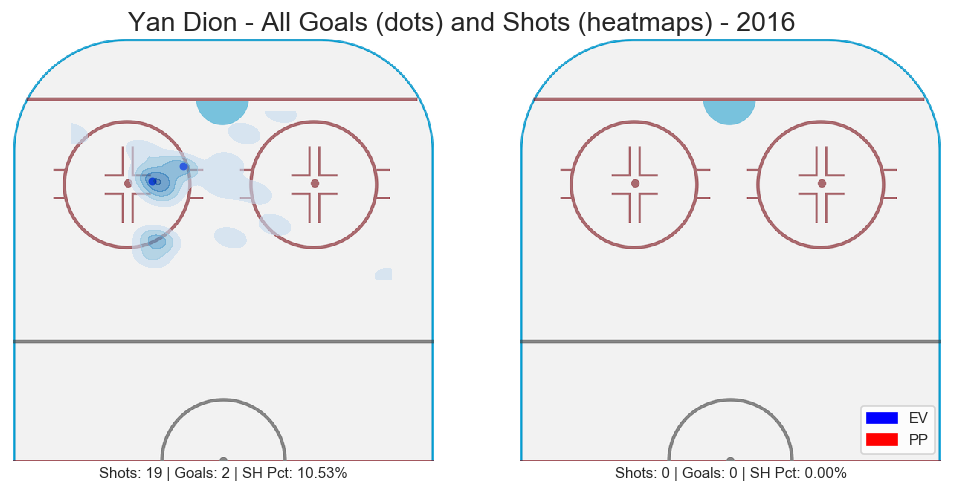 Yan Dion - All Goals (dots) and Shots (heatmaps) - 2016
EV
PP
Shots: 19 | Goals: 2 | SH Pct: 10.53%
Shots: 0 | Goals: 0 | SH Pct: 0.00%